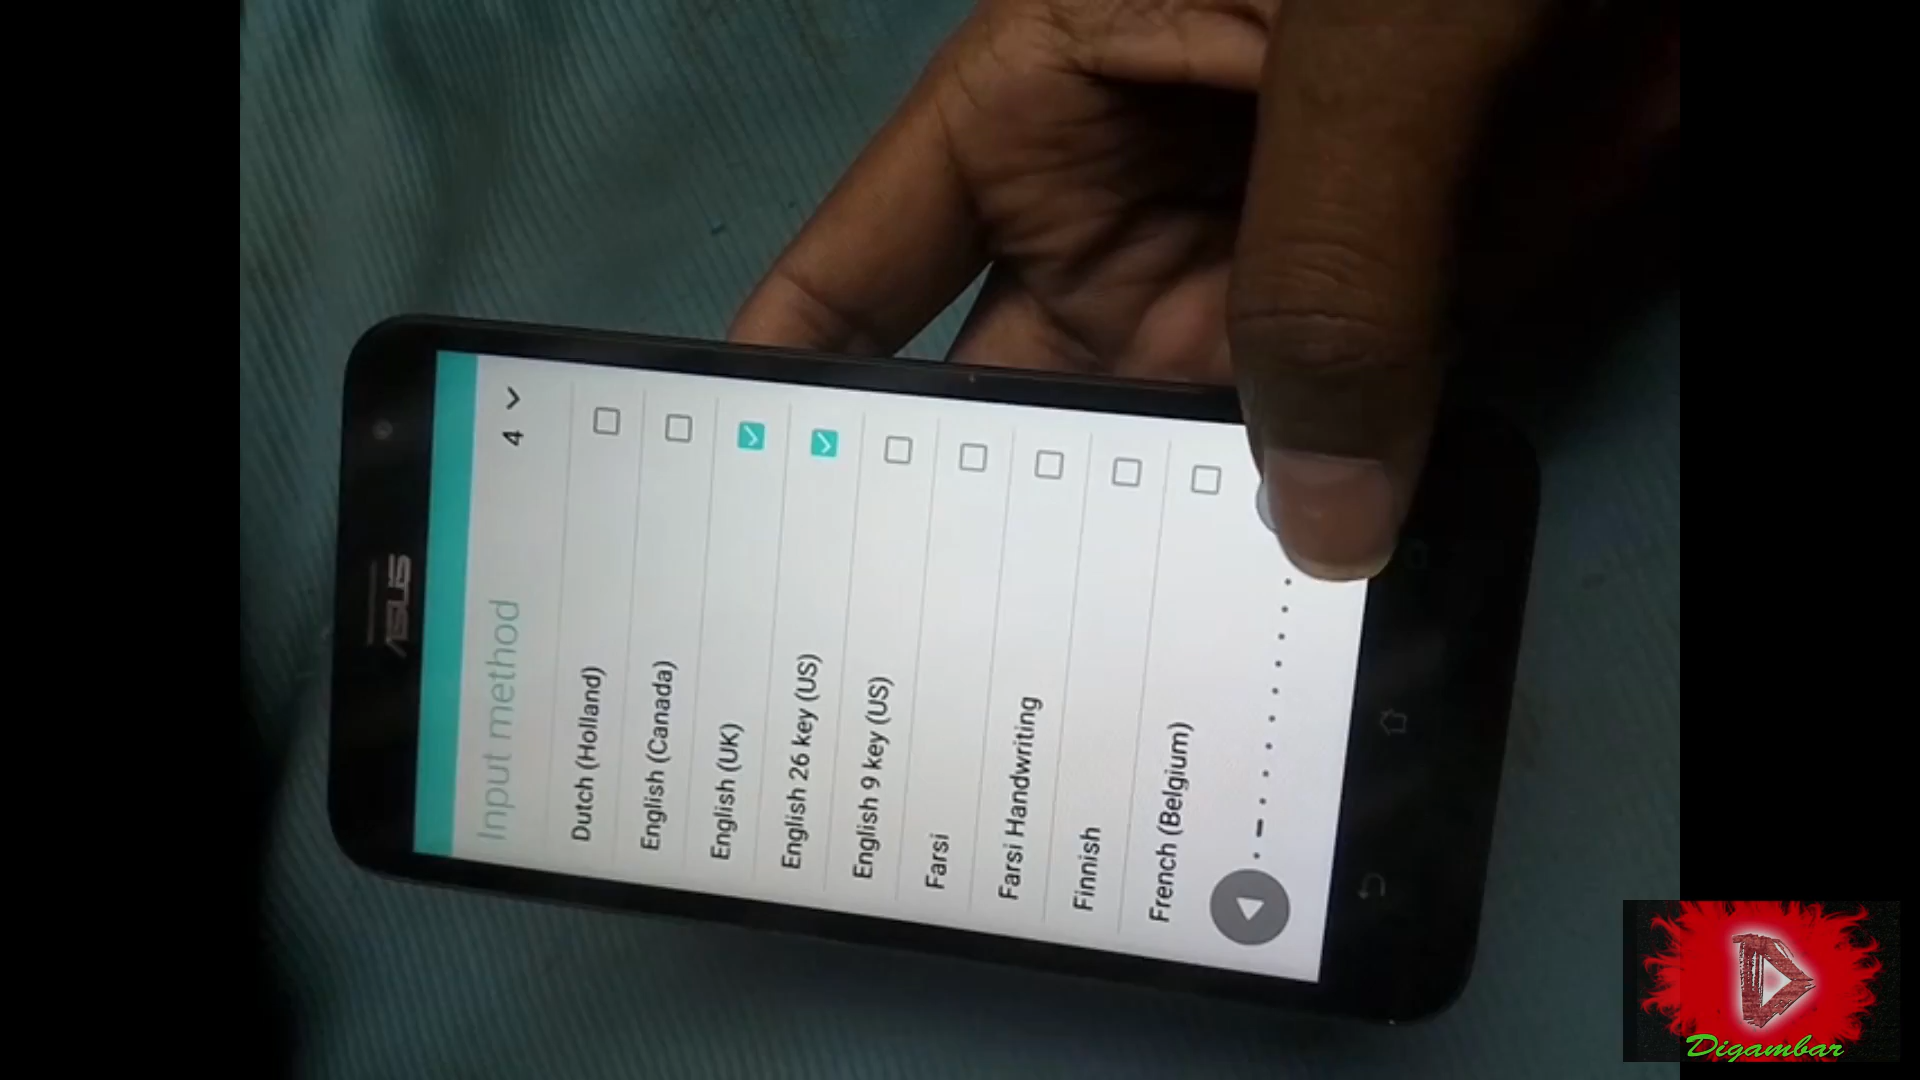 ASUS
Input method
4
Dutch (Holland)
English (Canada)
English (UK)
English 26 key (US)
English 9 key (US)
Farsi
Farsi Handwriting
Finnish
French (Belgium)
Digambar